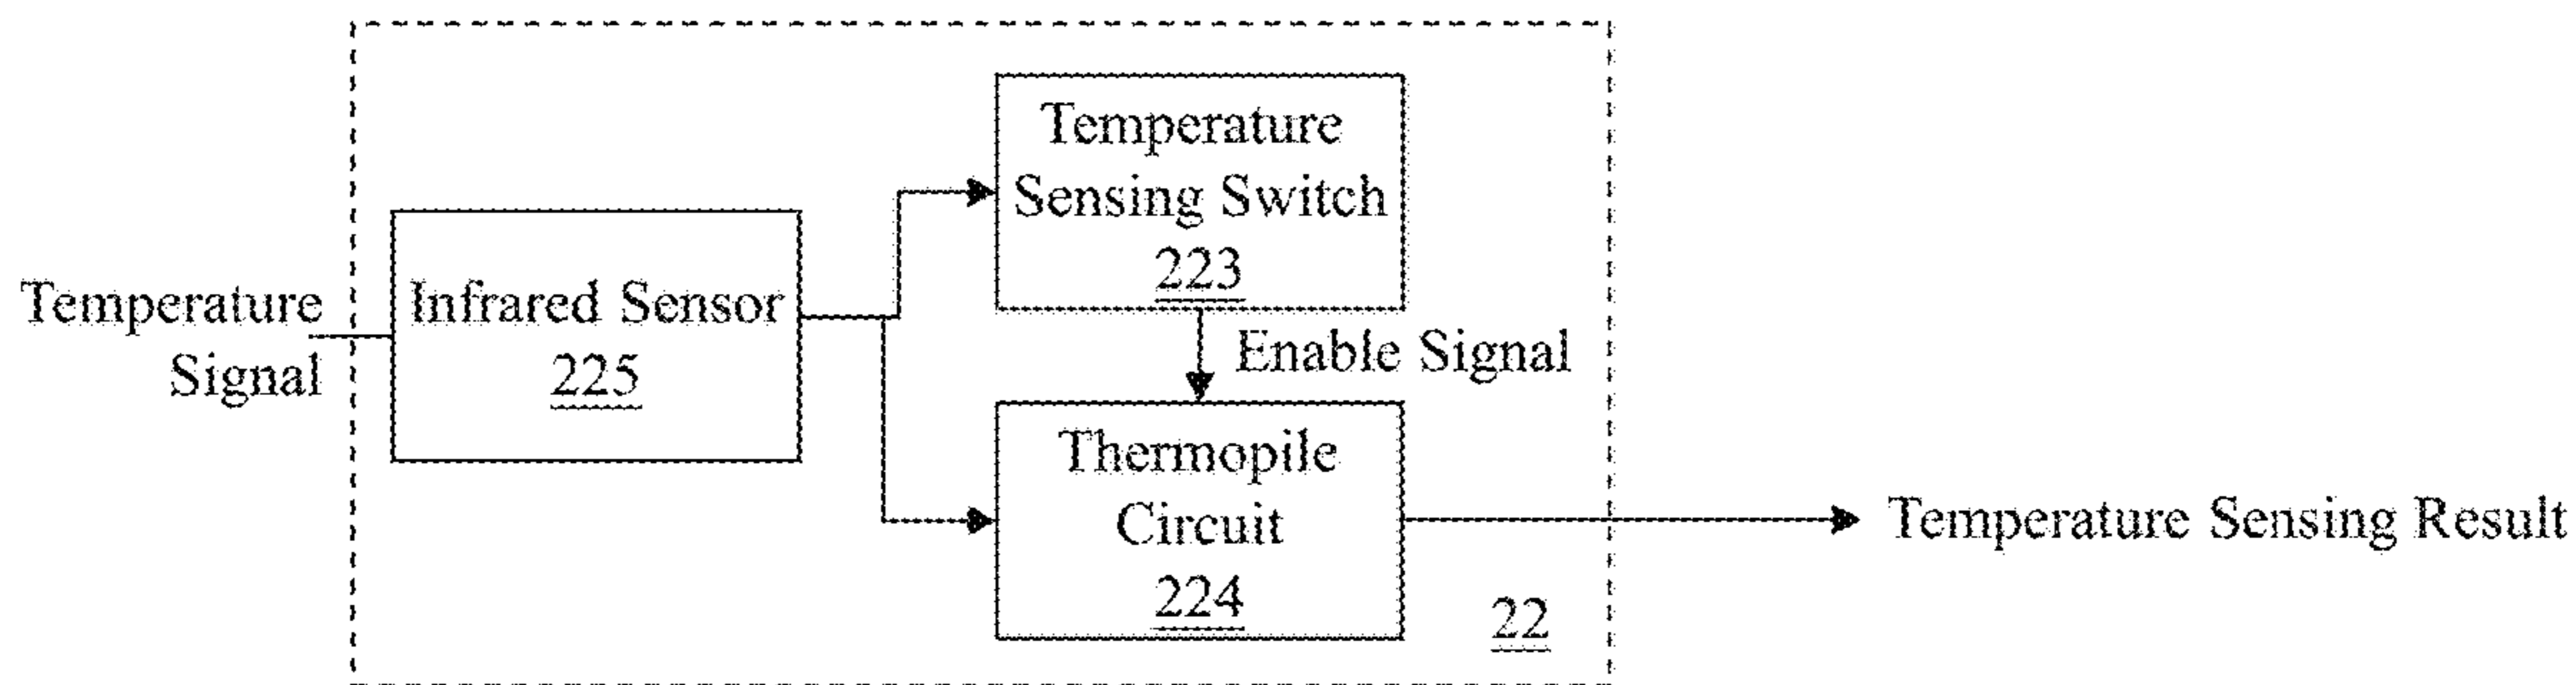 Temperature
Signal
Infrared Sensor
225
Temperature
Sensing Switch
223
Enable Signal
Thermopile
Circuit
224
22
Temperature Sensing Result